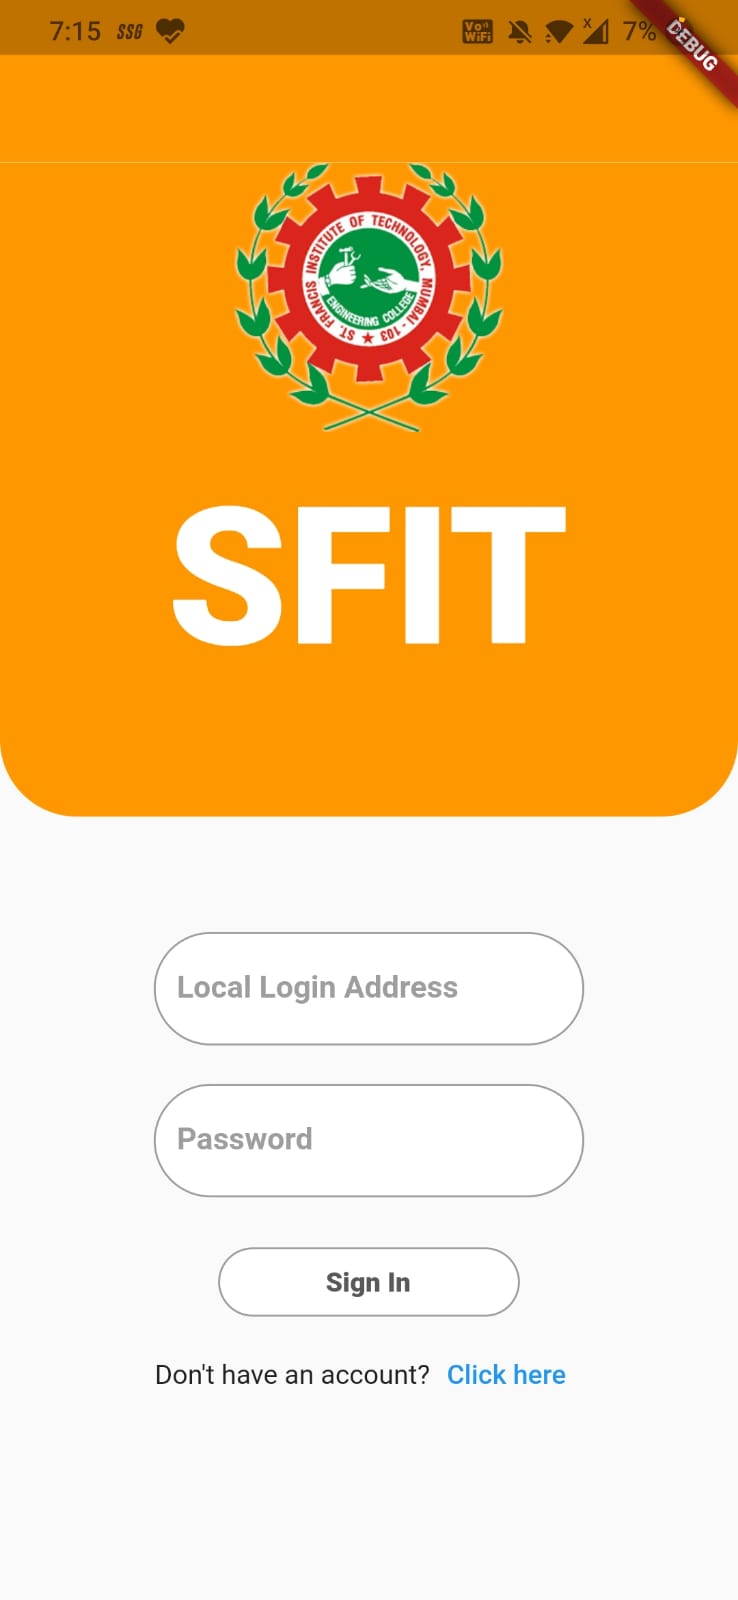 7:15 SSG Vo)) WiFi x 7%
DEBUG
ST. FRANCIS INSTITUTE OF TECHNOLOGY, MUMBAI - 103
ENGINEERING COLLEGE
SFIT
Local Login Address
Password
Sign In
Don't have an account? Click here